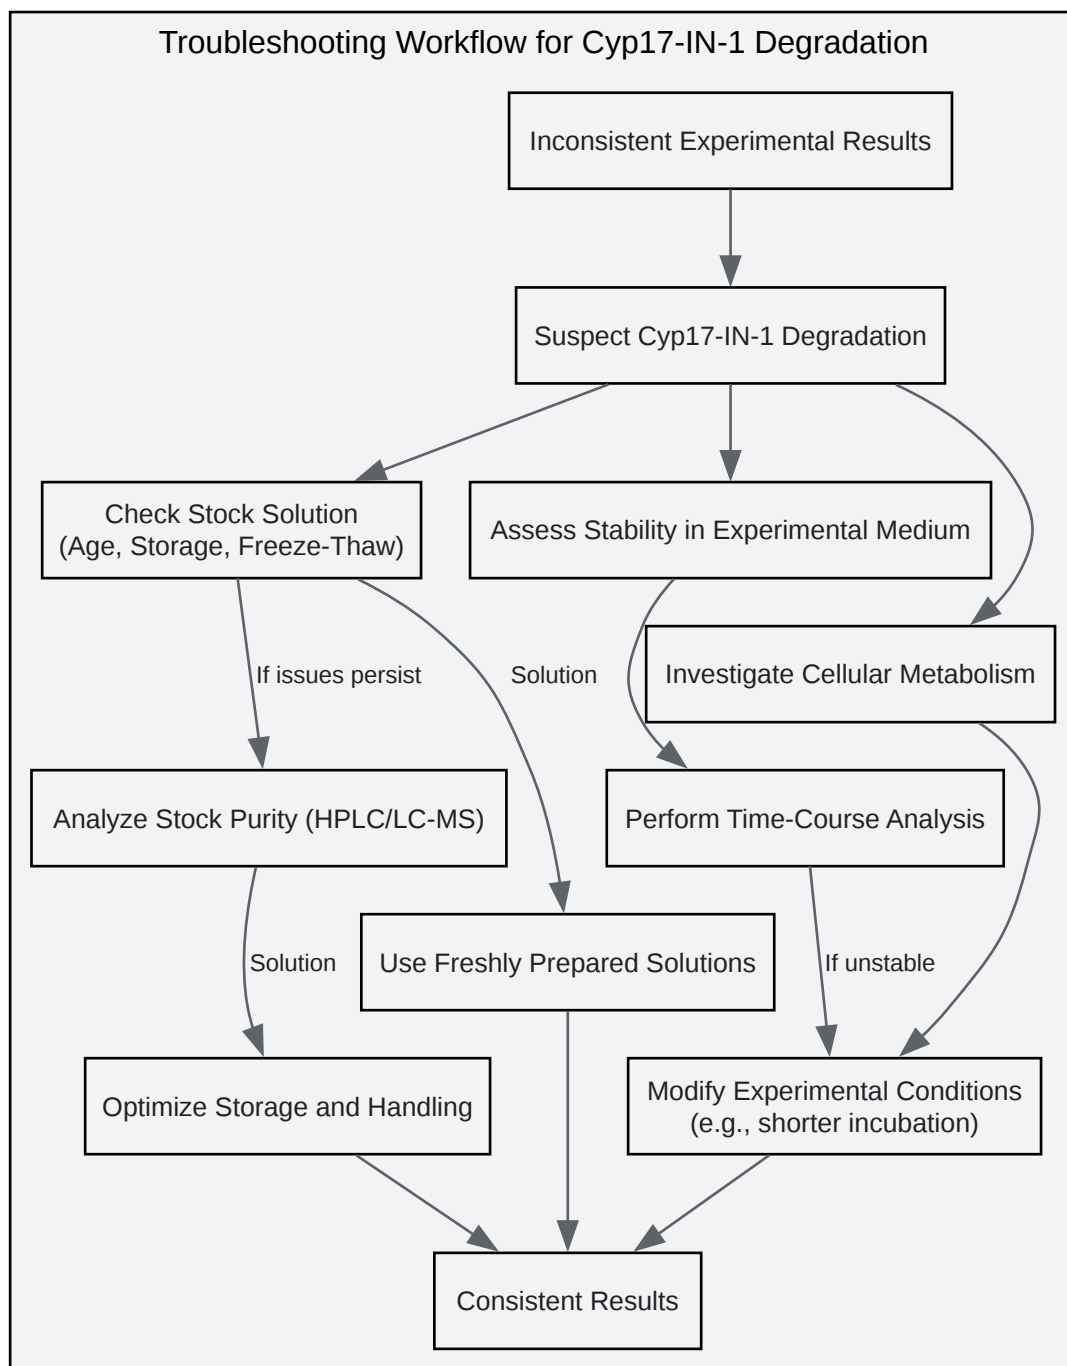 Troubleshooting Workflow for Cyp17-IN-1 Degradation
Inconsistent Experimental Results
Suspect Cyp17-IN-1 Degradation
Check Stock Solution
(Age, Storage, Freeze-Thaw)
Assess Stability in Experimental Medium
Investigate Cellular Metabolism
If issues persist
Solution
Analyze Stock Purity (HPLC/LC-MS)
Perform Time-Course Analysis
Use Freshly Prepared Solutions
Solution
If unstable
Optimize Storage and Handling
Modify Experimental Conditions
(e.g., shorter incubation)
Consistent Results